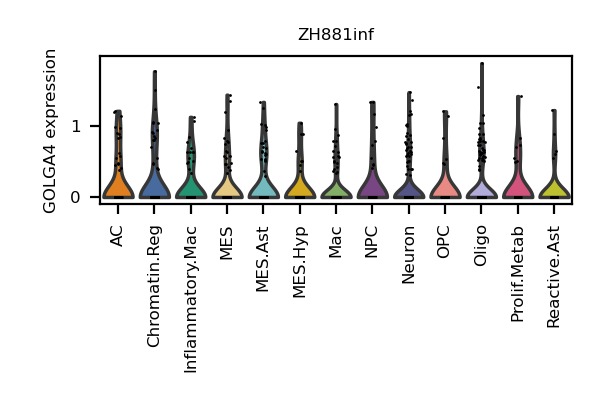 ZH881inf
GOLGA4 expression
1
0
AC
Chromatin.Reg
Inflammatory.Mac
MES
MES.Ast
MES.Hyp
Mac
NPC
Neuron
OPC
Oligo
Prolif.Metab
Reactive.Ast